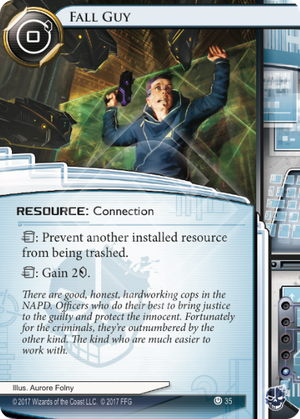 0
Fall Guy
RESOURCE: Connection
: Prevent another installed resource
from being trashed.
: Gain 2.
There are good, honest, hardworking cops in the
NAPD. Officers who do their best to bring justice
to the guilty and protect the innocent. Fortunately
for the criminals, they're outnumbered by the
other kind. The kind who are much easier to
work with.
Illus. Aurore Folny
© 2017 Wizards of the Coast LLC. © 2017 FFG
35